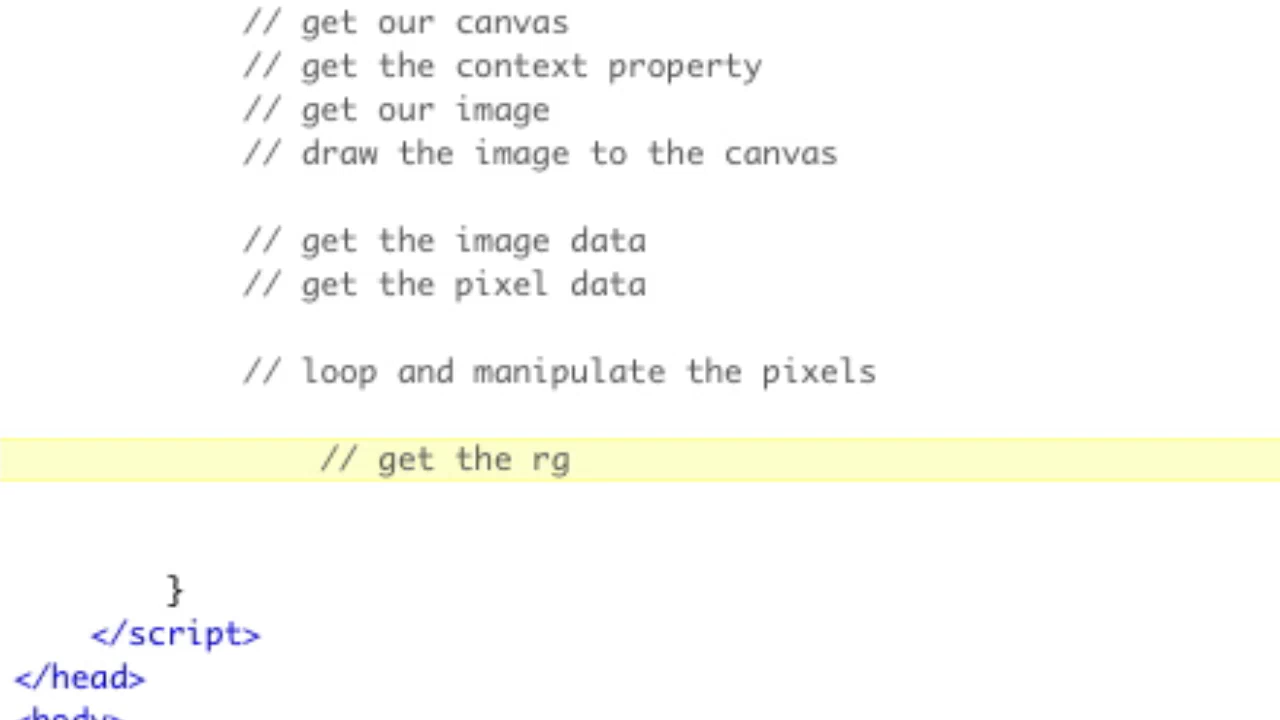 // get our canvas
// get the context property
// get our image
// draw the image to the canvas
// get the image data
// get the pixel data
// loop and manipulate the pixels
// get the rg
}
</script>
</head>
<body>